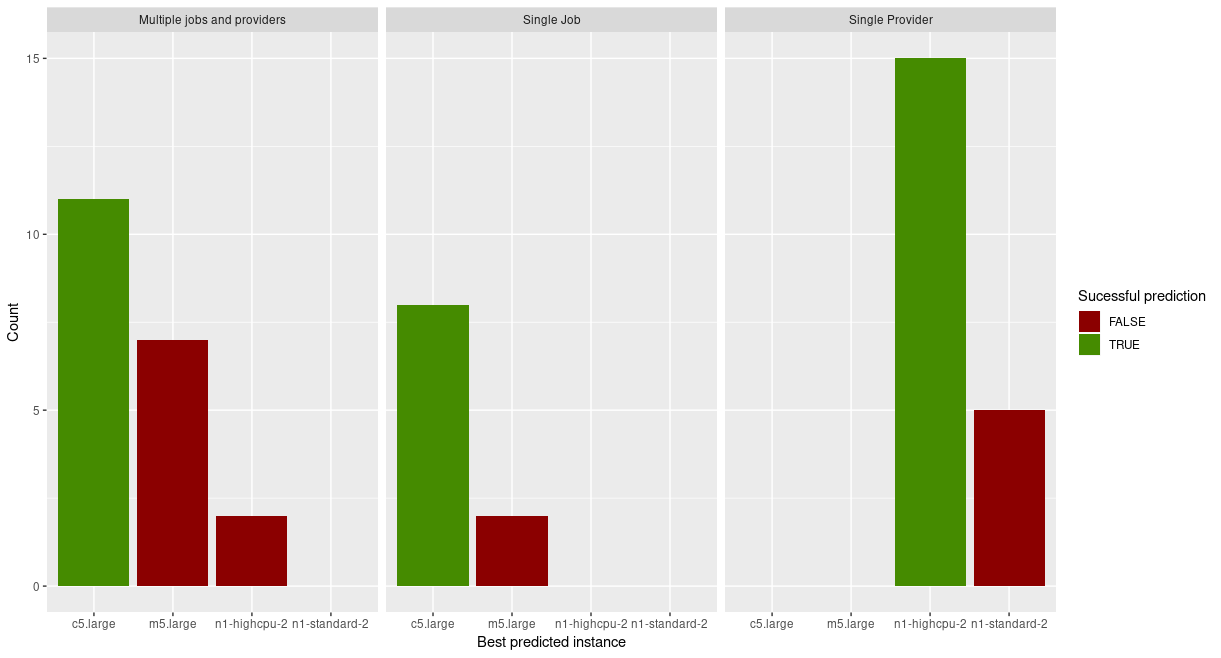 Multiple jobs and providers
Single Job
Single Provider
15
10
5
0
Count
c5.large m5.large n1-highcpu-2 n1-standard-2
c5.large m5.large n1-highcpu-2 n1-standard-2
c5.large m5.large n1-highcpu-2 n1-standard-2
Best predicted instance
Sucessful prediction
FALSE
TRUE